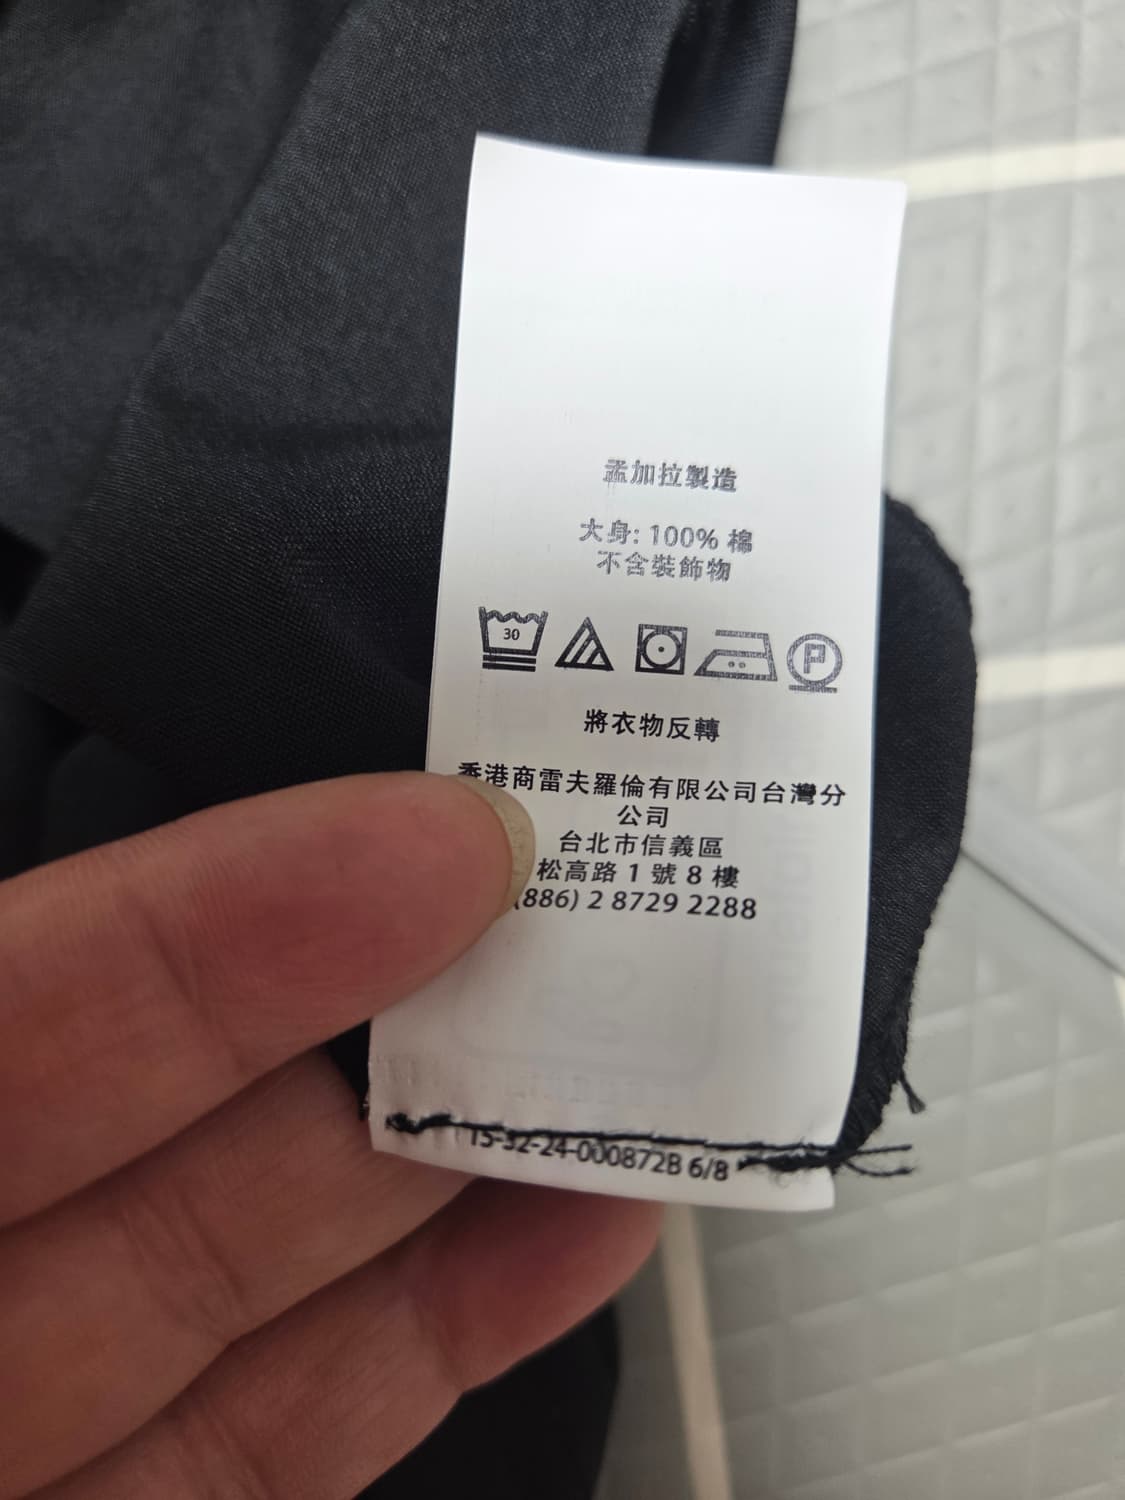 孟加拉製造
大身: 100% 棉
不含裝飾物
30
P
將衣物反轉
香港商雷夫羅倫有限公司台灣分
公司
台北市信義區
松高路 1 號 8 樓
(886) 2 8729 2288
15-32-24-000872B 6/8